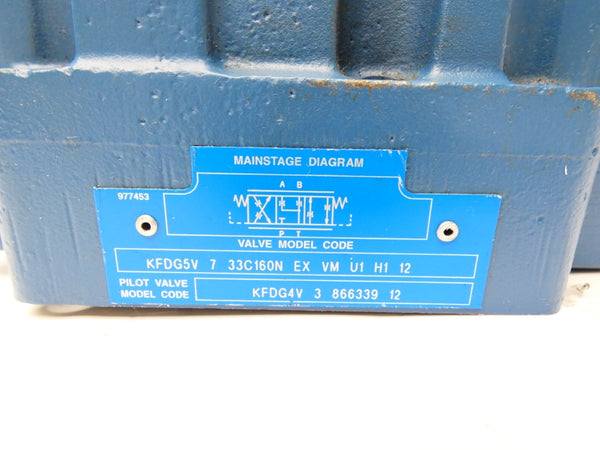 MAINSTAGE DIAGRAM
977453
A B
P T
VALVE MODEL CODE
KFDG5V 7 33C160N EX VM U1 H1 12
PILOT VALVE
MODEL CODE
KFDG4V 3 866339 12